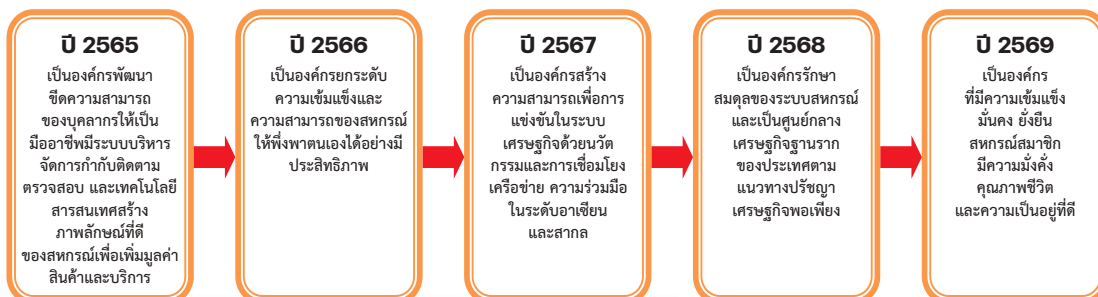 ปี 2565
เป็นองค์กรพัฒนา
ขีดความสามารถ
ของบุคลากรให้เป็น
มืออาชีพมีระบบบริหาร
จัดการกำกับติดตาม
ตรวจสอบ และเทคโนโลยี
สารสนเทศสร้าง
ภาพลักษณ์ที่ดี
ของสหกรณ์เพื่อเพิ่มมูลค่า
สินค้าและบริการ
ปี 2566
เป็นองค์กรยกระดับ
ความเข้มแข็งและ
ความสามารถของสหกรณ์
ให้พึ่งพาตนเองได้อย่างมี
ประสิทธิภาพ
ปี 2567
เป็นองค์กรสร้าง
ความสามารถเพื่อการ
แข่งขันในระบบ
เศรษฐกิจด้วยนวัต
กรรมและการเชื่อมโยง
เครือข่าย ความร่วมมือ
ในระดับอาเซียน
และสากล
ปี 2568
เป็นองค์กรรักษา
สมดุลของระบบสหกรณ์
และเป็นศูนย์กลาง
เศรษฐกิจฐานราก
ของประเทศตาม
แนวทางปรัชญา
เศรษฐกิจพอเพียง
ปี 2569
เป็นองค์กร
ที่มีความเข้มแข็ง
มั่นคง ยั่งยืน
สหกรณ์สมาชิก
มีความมั่งคั่ง
คุณภาพชีวิต
และความเป็นอยู่ที่ดี